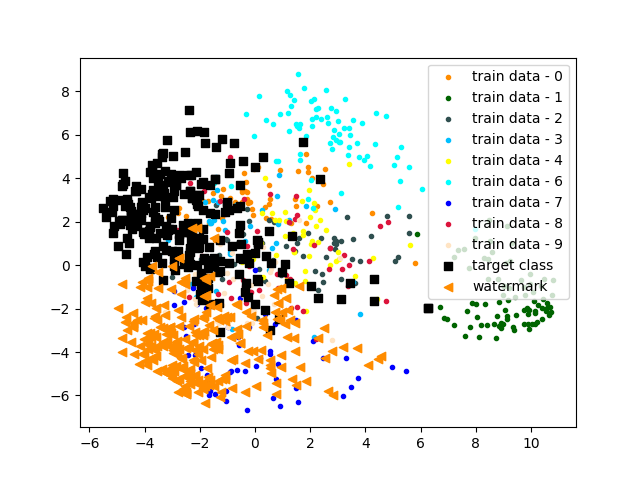 train data - 0
train data - 1
train data - 2
train data - 3
train data - 4
train data - 6
train data - 7
train data - 8
train data - 9
target class
watermark
8
6
4
2
0
−2
−4
−6
−6 −4 −2 0 2 4 6 8 10